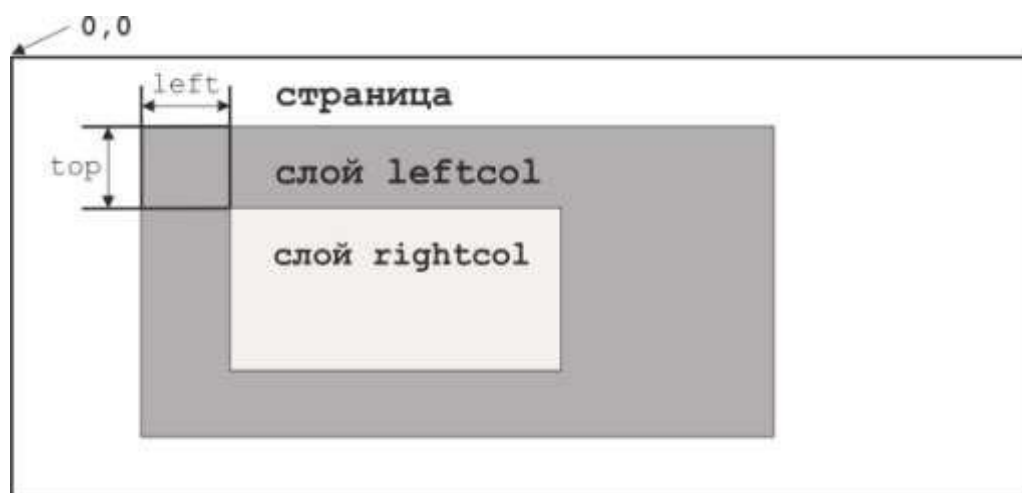 0,0
left
страница
top
слой leftcol
слой rightcol